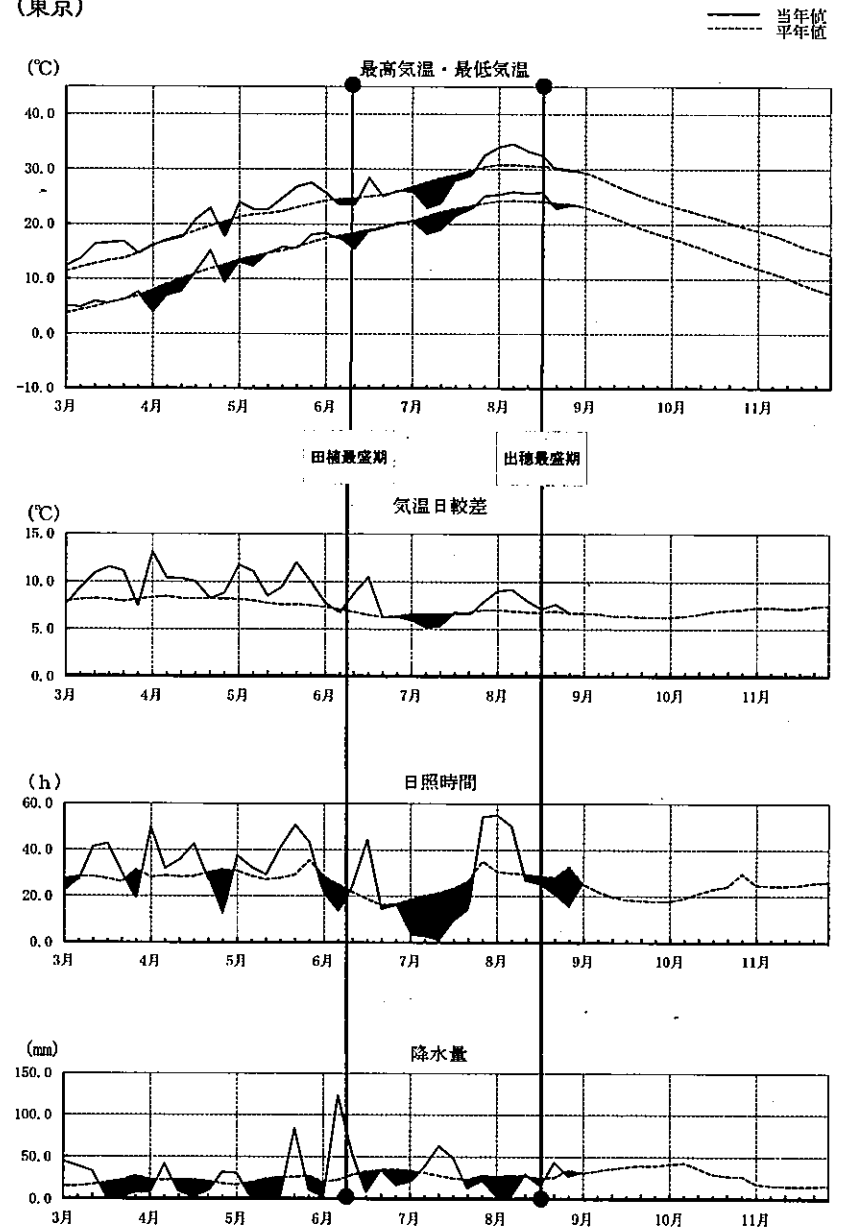 (東京)
当年値
平年値
(℃)
最高気温・最低気温
40.0
30.0
20.0
10.0
0.0
-10.0
3月 4月 5月 6月 7月 8月 9月 10月 11月
田植最盛期
出穂最盛期
(℃)
気温日較差
15.0
10.0
5.0
0.0
3月 4月 5月 6月 7月 8月 9月 10月 11月
(h)
日照時間
60.0
40.0
20.0
0.0
3月 4月 5月 6月 7月 8月 9月 10月 11月
(mm)
降水量
150.0
100.0
50.0
0.0
3月 4月 5月 6月 7月 8月 9月 10月 11月